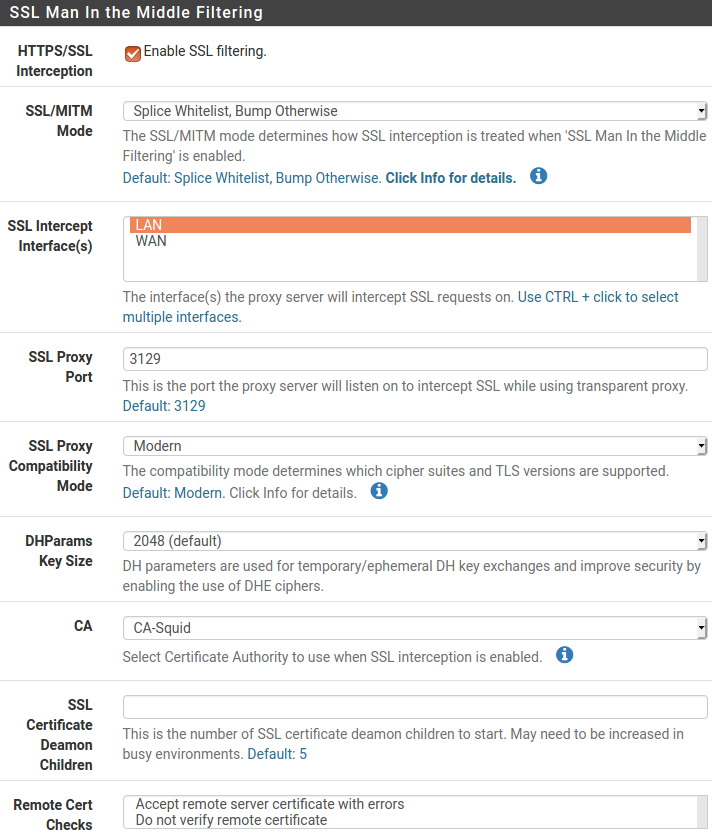 SSL Man In the Middle Filtering
HTTPS/SSL
Interception
Enable SSL filtering.
SSL/MITM
Mode
Splice Whitelist, Bump Otherwise
The SSL/MITM mode determines how SSL interception is treated when 'SSL Man In the Middle
Filtering' is enabled.
Default: Splice Whitelist, Bump Otherwise. Click Info for details.
SSL Intercept
Interface(s)
LAN
WAN
The interface(s) the proxy server will intercept SSL requests on. Use CTRL + click to select
multiple interfaces.
SSL Proxy
Port
3129
This is the port the proxy server will listen on to intercept SSL while using transparent proxy.
Default: 3129
SSL Proxy
Compatibility
Mode
Modern
The compatibility mode determines which cipher suites and TLS versions are supported.
Default: Modern. Click Info for details.
DHParams
Key Size
2048 (default)
DH parameters are used for temporary/ephemeral DH key exchanges and improve security by
enabling the use of DHE ciphers.
CA
CA-Squid
Select Certificate Authority to use when SSL interception is enabled.
SSL
Certificate
Deamon
Children
This is the number of SSL certificate deamon children to start. May need to be increased in
busy environments. Default: 5
Remote Cert
Checks
Accept remote server certificate with errors
Do not verify remote certificate